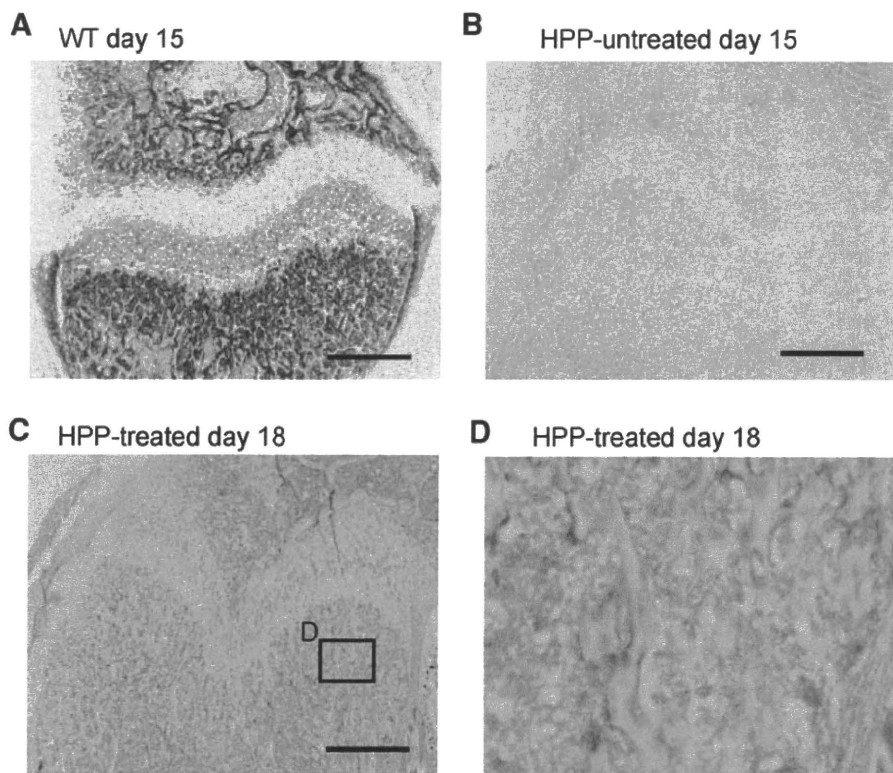 A WT day 15
B HPP-untreated day 15
C HPP-treated day 18
D
D HPP-treated day 18